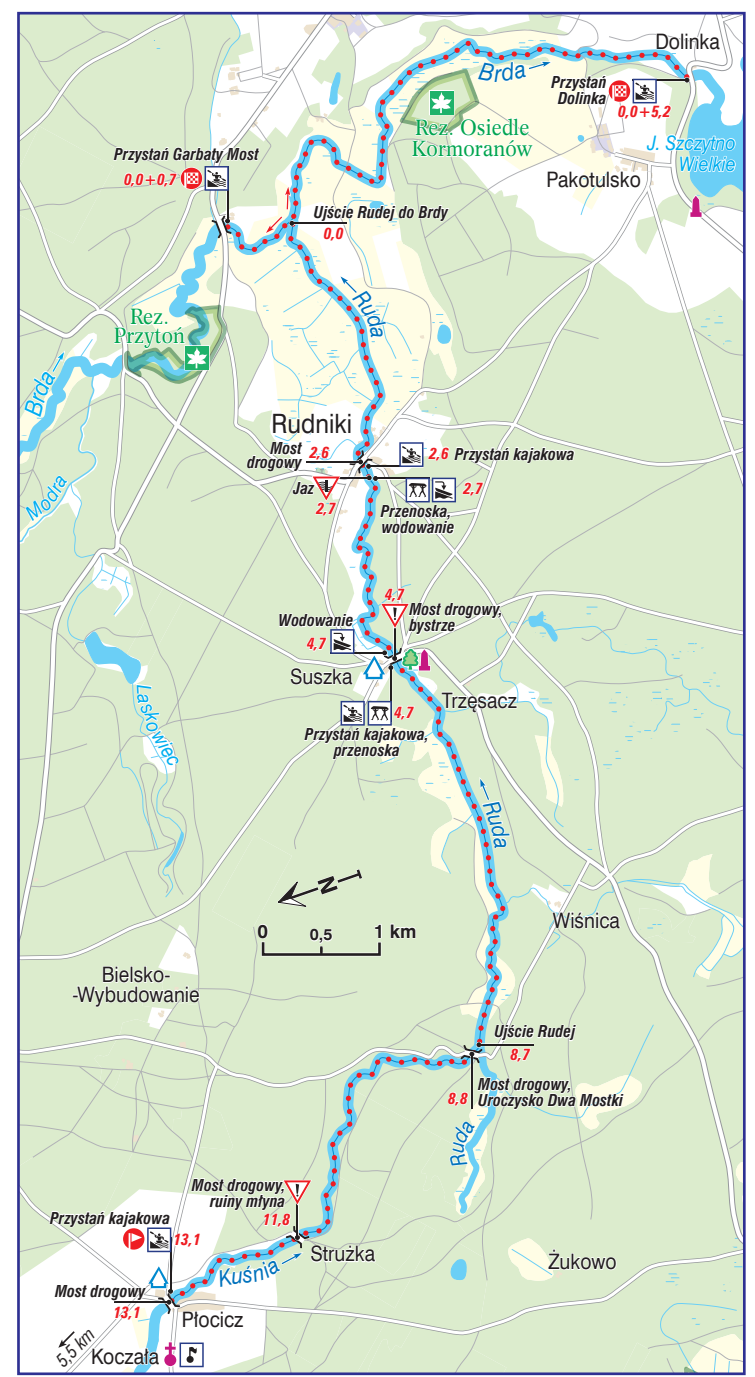 Dolinka
Brda
Przystań
Dolinka
0,0+5,2
Rez. Osiedle
Kormoranów
J. Szczytno
Wielkie
Pakotulsko
Przystań Garbaty Most
0,0+0,7
Ujście Rudej do Brdy
0,0
Ruda
Rez.
Przytoń
Brda
Rudniki
Most
drogowy
2,6
2,6
Przystań kajakowa
Jaz
2,7
2,7
Przenoska,
wodowanie
Modra
4,7
Most drogowy,
bystrze
Wodowanie
4,7
Suszka
4,7
Przystań kajakowa,
przenoska
Trzęsacz
Laskowiec
Ruda
N
0
0,5
1 km
Wiśnica
Bielsko-
-Wybudowanie
Ujście Rudej
8,7
8,8
Most drogowy,
Uroczysko Dwa Mostki
Ruda
Most drogowy,
ruiny młyna
11,8
Przystań kajakowa
13,1
Strużka
Żukowo
Kuśnia
Most drogowy
13,1
Płocicz
5,5 km
Koczała